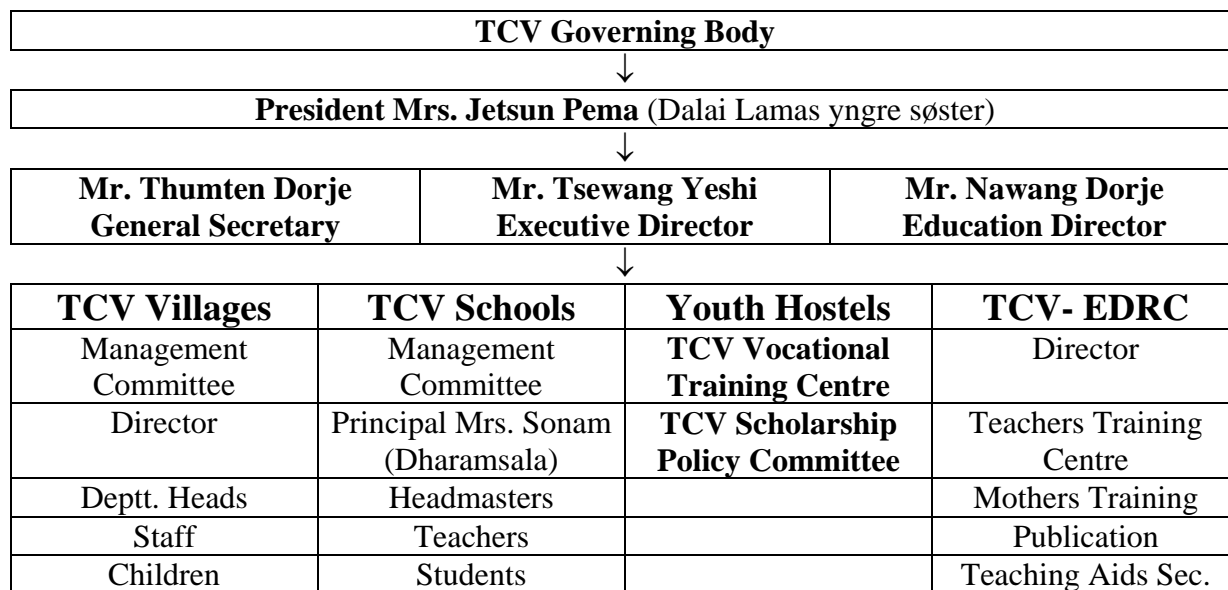 TCV Governing Body
↓
President Mrs. Jetsun Pema (Dalai Lamas yngre søster)
↓
Mr. Thumten Dorje Mr. Tsewang Yeshi Mr. Nawang Dorje
General Secretary Executive Director Education Director
↓
TCV Villages TCV Schools Youth Hostels TCV- EDRC
Management Management TCV Vocational Director
Committee Committee Training Centre
Director Principal Mrs. Sonam TCV Scholarship Teachers Training
(Dharamsala) Policy Committee Centre
Deptt. Heads Headmasters Mothers Training
Staff Teachers Publication
Children Students Teaching Aids Sec.